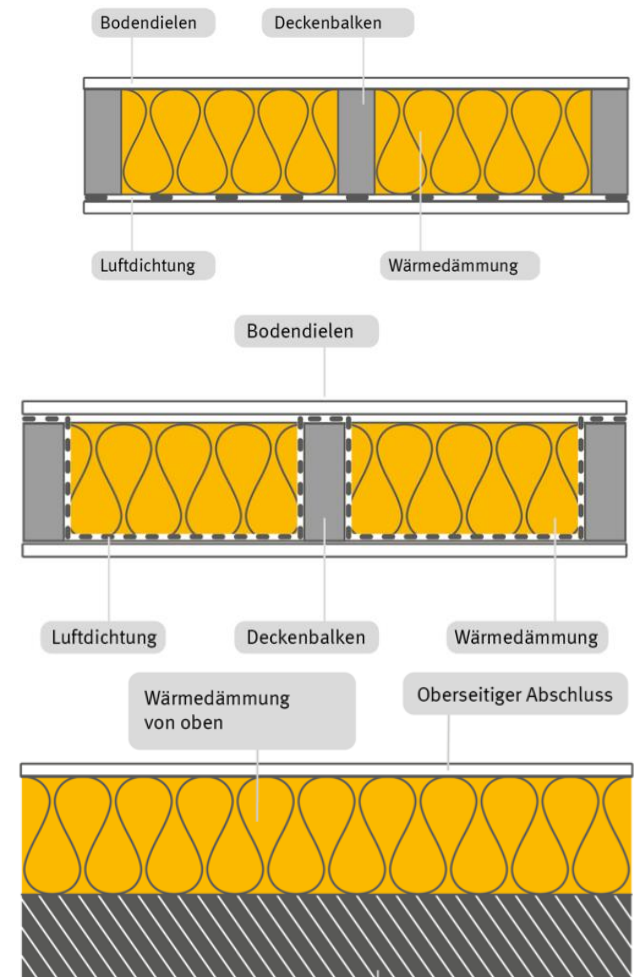 Bodendielen
Deckenbalken
Luftdichtung
Wärmedämmung
Bodendielen
Luftdichtung
Deckenbalken
Wärmedämmung
Wärmedämmung
von oben
Oberseitiger Abschluss